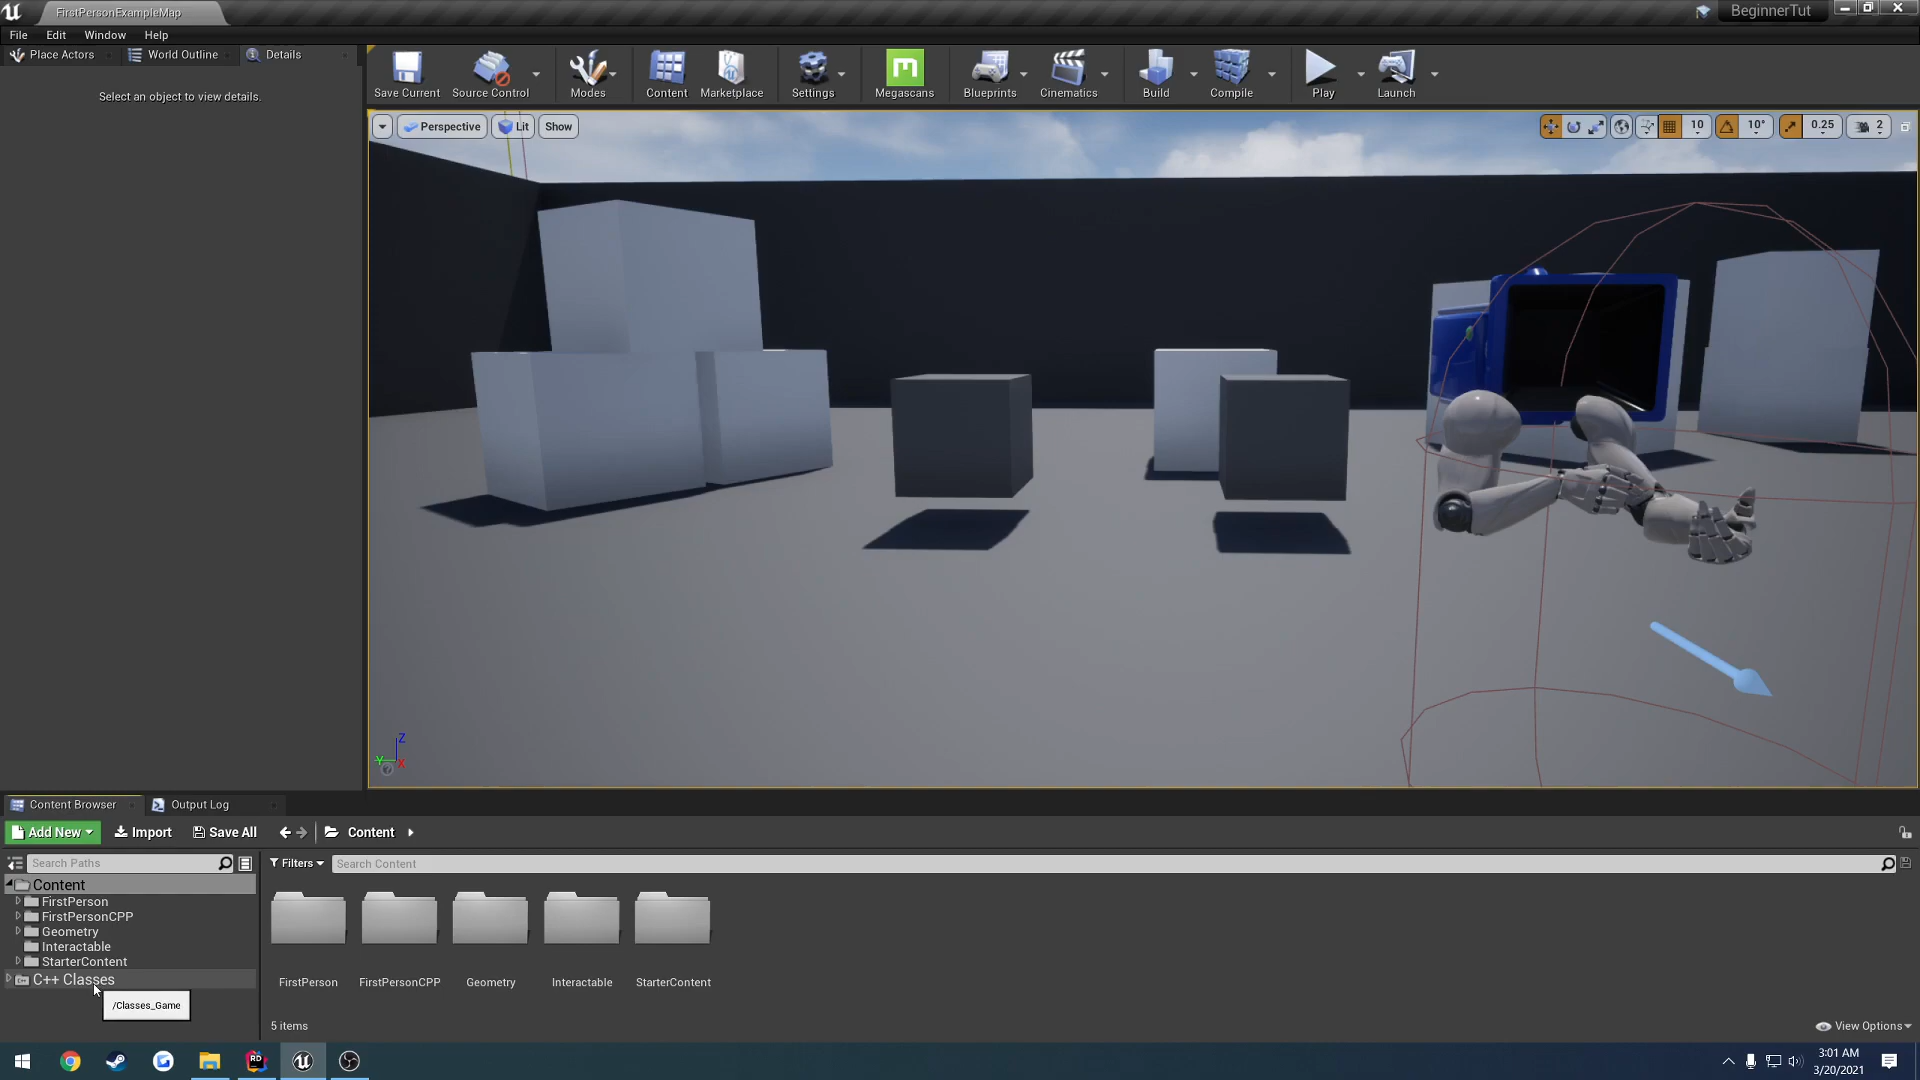 FirstPersonExampleMap
BeginnerTut
File Edit Window Help
Place Actors World Outline Details
Select an object to view details.
Save Current Source Control Modes Content Marketplace Settings Megascans Blueprints Cinematics Build Compile Play Launch
Perspective Lit Show
10 10° 0.25 2
Z
Y X
Content Browser Output Log
Add New Import Save All Content
Search Paths
Filters Search Content
Content
FirstPerson
FirstPersonCPP
Geometry
Interactable
StarterContent
C++ Classes
/Classes_Game
FirstPerson FirstPersonCPP Geometry Interactable StarterContent
5 items
View Options
RD
3:01 AM
3/20/2021